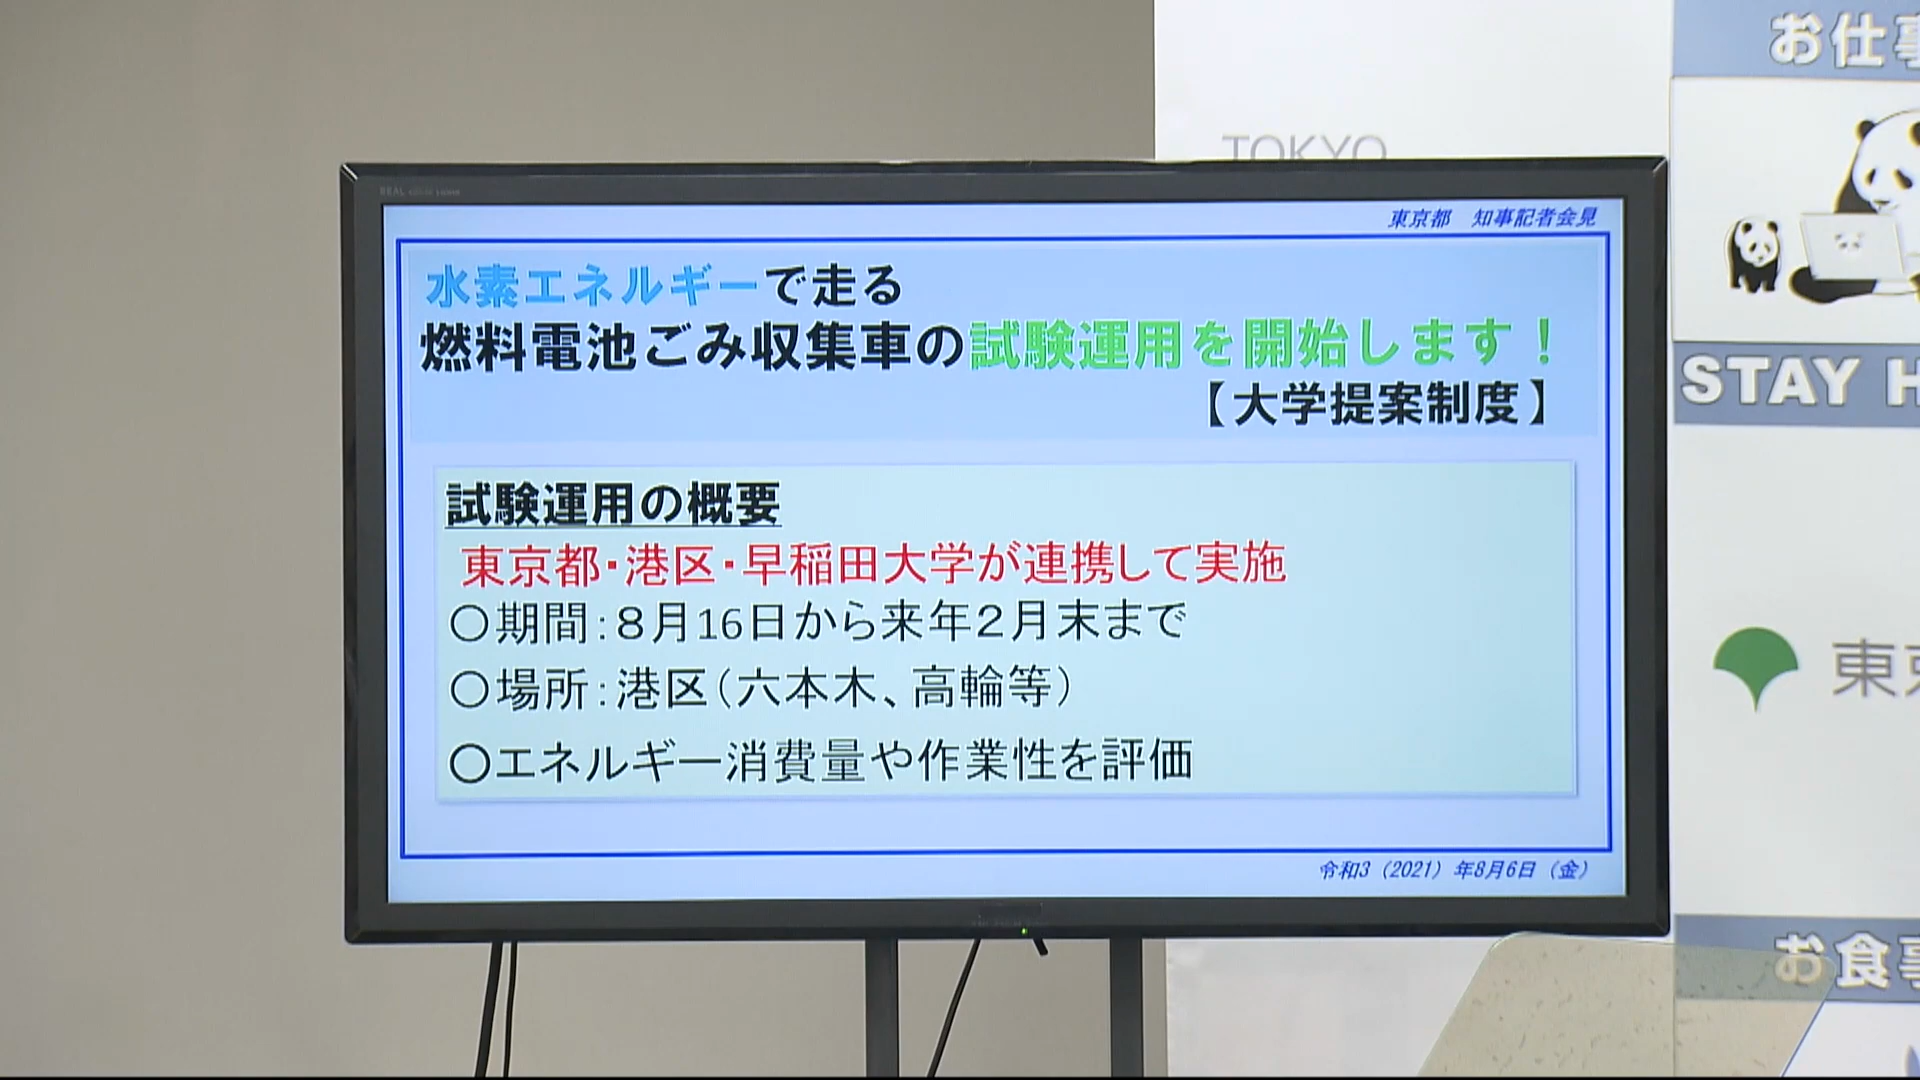 お仕事
TOKYO
東京都 知事記者会見
水素エネルギーで走る
燃料電池ごみ収集車の試験運用を開始します！
【大学提案制度】
STAY H
試験運用の概要
東京都・港区・早稲田大学が連携して実施
○期間：８月16日から来年２月末まで
○場所：港区（六本木、高輪等）
○エネルギー消費量や作業性を評価
東京
令和3（2021）年8月6日（金）
お食事